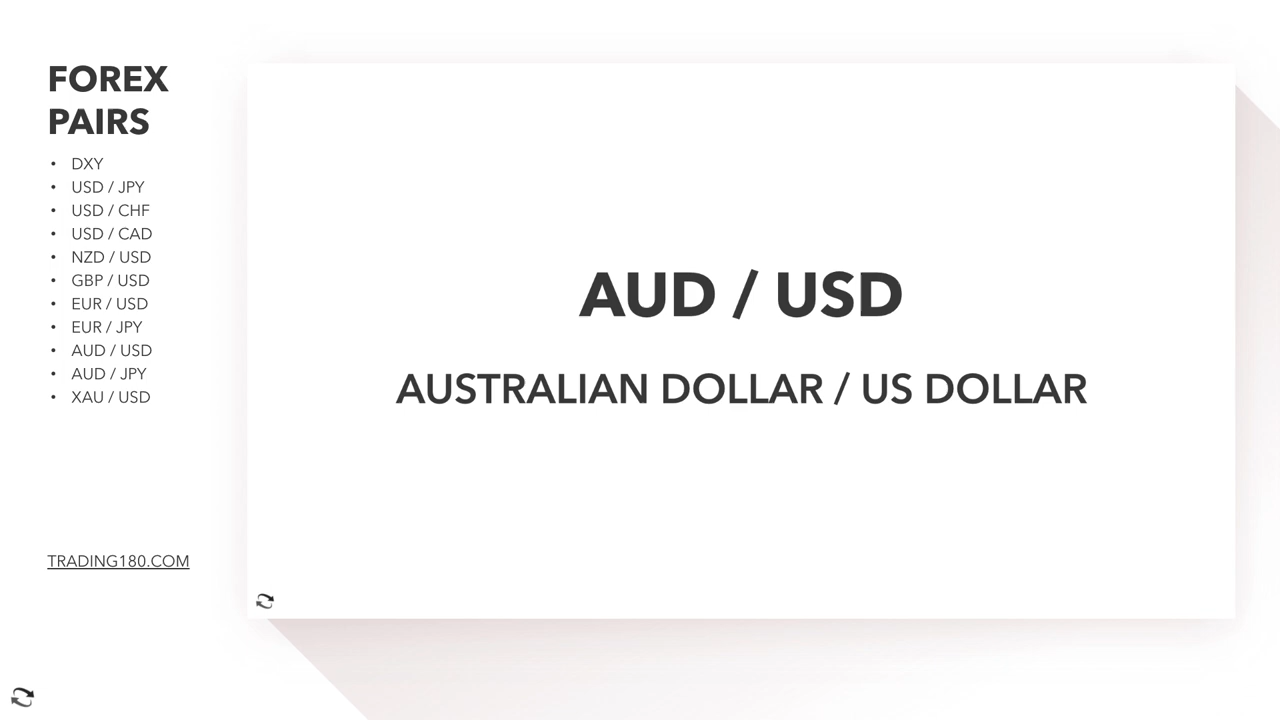 FOREX
PAIRS
• DXY
• USD / JPY
• USD / CHF
• USD / CAD
• NZD / USD
• GBP / USD
• EUR / USD
• EUR / JPY
• AUD / USD
• AUD / JPY
• XAU / USD
TRADING180.COM
AUD / USD
AUSTRALIAN DOLLAR / US DOLLAR